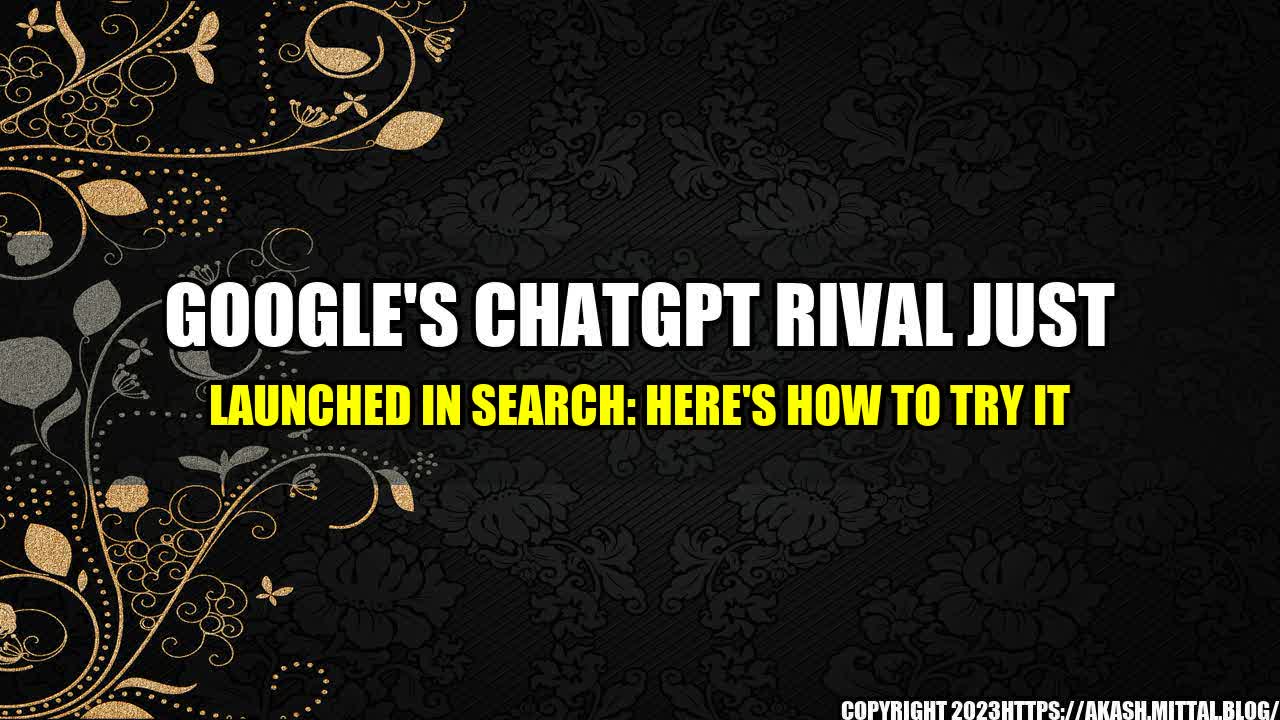 GOOGLE'S CHATGPT RIVAL JUST
LAUNCHED IN SEARCH: HERE'S HOW TO TRY IT
COPYRIGHT 2023HTTPS://AKASH.MITTAL.BLOG/